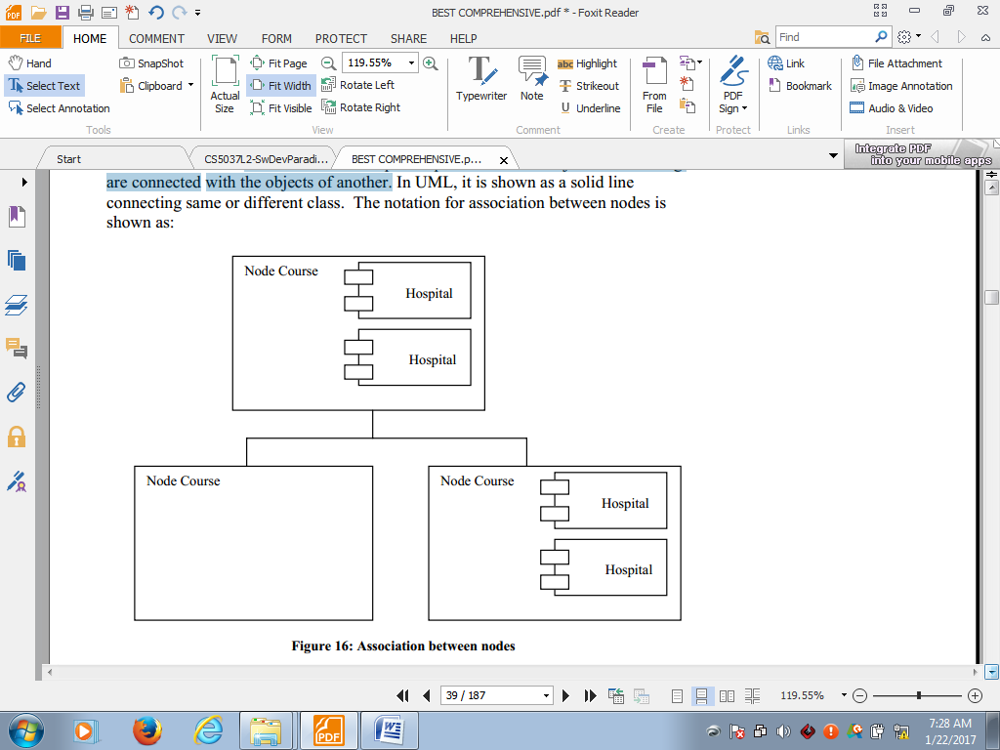 BEST COMPREHENSIVE.pdf * - Foxit Reader
FILE HOME COMMENT VIEW FORM PROTECT SHARE HELP Find
Hand SnapShot Fit Page 119.55% abc Highlight Link File Attachment
Select Text Clipboard Fit Width Rotate Left Strikeout Bookmark Image Annotation
Select Annotation Actual Size Fit Visible Rotate Right Typewriter Note Underline From File PDF Sign Audio & Video
Tools View Comment Create Protect Links Insert
Start CS5037L2-SwDevParadi... BEST COMPREHENSIVE.p... Integrate PDF
into your mobile apps
are connected with the objects of another. In UML, it is shown as a solid line
connecting same or different class. The notation for association between nodes is
shown as:
Node Course
Hospital
Hospital
Node Course
Node Course
Hospital
Hospital
Figure 16: Association between nodes
39 / 187 119.55%
PDF
7:28 AM
1/22/2017